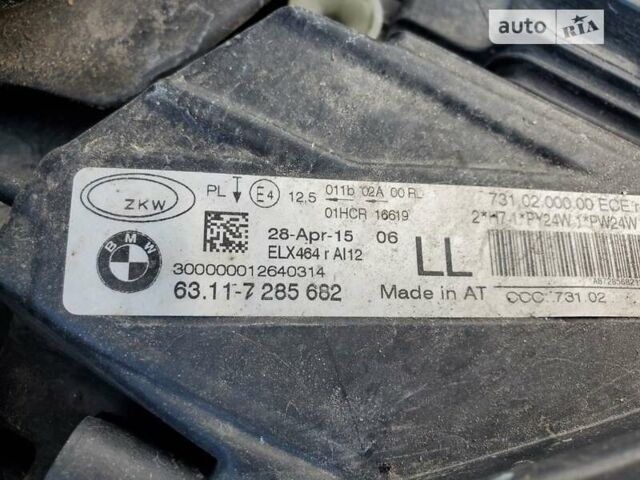 auto RIA
ZKW
PL E4 12.5 011b 02A 00 RL
01HCR 16619
731.02.000.00 ECE
2*H7.1*PY24W.1*PW24W
28-Apr-15 06
ELX464 r AI12
LL
BMW
300000012640314
63.11-7 285 682
Made in AT
CCC 731.02